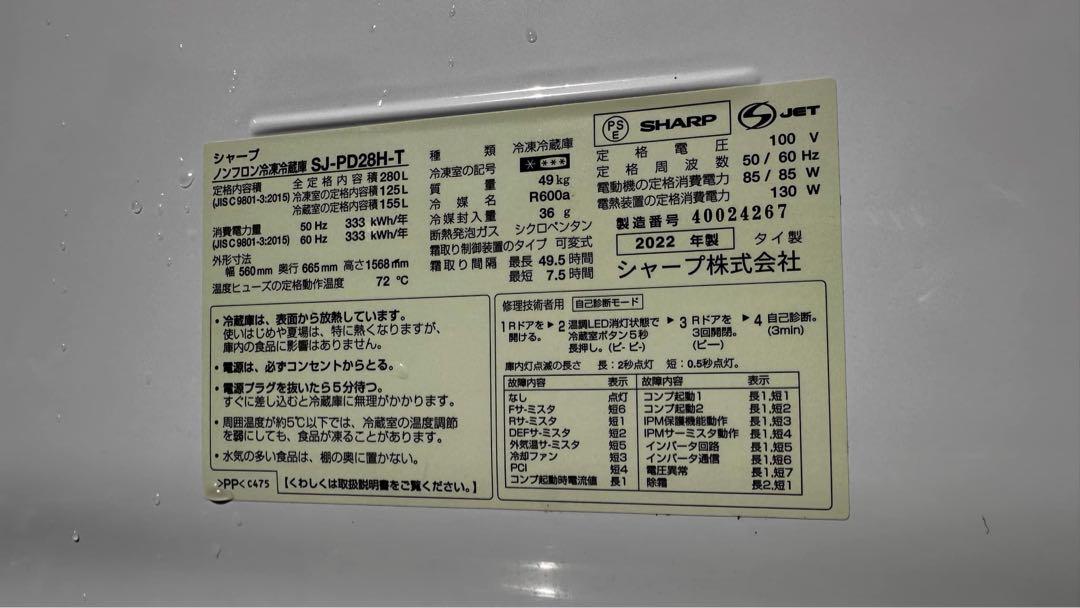 シャープ
ノンフロン冷凍冷蔵庫 SJ-PD28H-T
定格内容積
(JIS C 9801-3:2015)
全定格内容積 280L
冷凍室の定格内容積 125L
冷蔵室の定格内容積 155L
消費電力量
(JIS C 9801-3:2015)
50 Hz 333 kWh/年
60 Hz 333 kWh/年
外形寸法
幅 560mm 奥行 665mm 高さ1568mm
温度ヒューズの定格動作温度 72 ℃
種類 冷凍冷蔵庫
冷凍室の記号 ****
質量 49kg
冷媒名 R600a
冷媒封入量 36 g
断熱発泡ガス シクロペンタン
霜取り制御装置のタイプ 可変式
霜取り間隔 最長 49.5 時間
最短 7.5 時間
PSE SHARP JET
定格電圧 100 V
定格周波数 50 / 60 Hz
電動機の定格消費電力 85 / 85 W
電熱装置の定格消費電力 130 W
製造番号 40024267
2022 年製 タイ製
シャープ株式会社
・冷蔵庫は、表面から放熱しています。
使いはじめや夏場は、特に熱くなりますが、
庫内の食品に影響はありません。
・電源は、必ずコンセントからとる。
・電源プラグを抜いたら5分待つ。
すぐに差し込むと冷蔵庫に無理がかかります。
・周囲温度が約5℃以下では、冷蔵室の温度調節
を弱にしても、食品が凍ることがあります。
・水気の多い食品は、棚の奥に置かない。
>PP< C475 【くわしくは取扱説明書をご覧ください。】
修理技術者用 自己診断モード
1 Rドアを開ける。 ▶ 2 温調LED消灯状態で冷蔵室ボタン5秒長押し。(ピ-ピ-) ▶ 3 Rドアを3回開閉。(ピー) ▶ 4 自己診断。(3min)
庫内灯点滅の長さ 長：2秒点灯 短：0.5秒点灯。
故障内容 表示 故障内容 表示
なし 点灯 コンプ起動1 長1,短1
Fサーミスタ 短6 コンプ起動2 長1,短2
Rサーミスタ 短1 IPM保護機能動作 長1,短3
DEFサーミスタ 短2 IPMサーミスタ動作 長1,短4
外気温サーミスタ 短5 インバータ回路 長1,短5
冷却ファン 短3 インバータ通信 長1,短6
PCI 短4 電圧異常 長1,短7
コンプ起動時電流値 長1 除霜 長2,短1